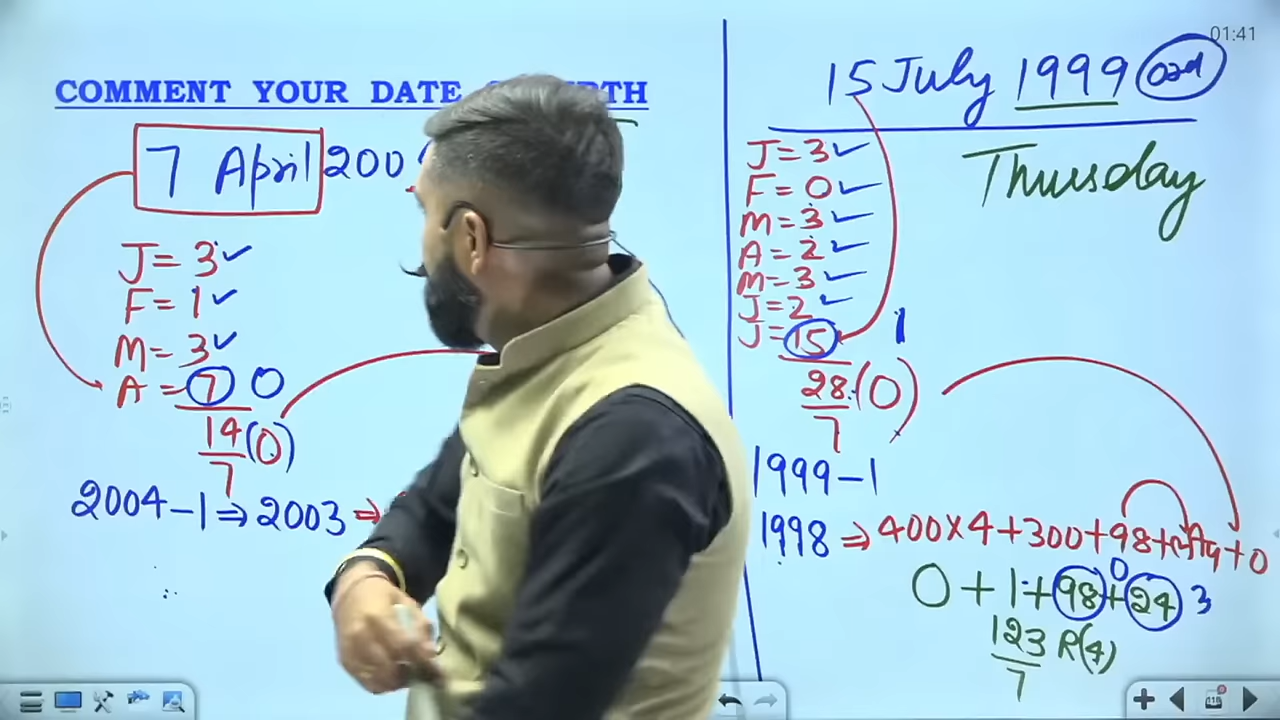 01:41
COMMENT YOUR DATE
7 April 200
J = 3 ✓
F = 1 ✓
M = 3 ✓
A = 7 0
14 (0)
7
2004 - 1 ⇒ 2003 ⇒
15 July 1999 odd
Thursday
J = 3 ✓
F = 0 ✓
M = 3 ✓
A = 2 ✓
M = 3 ✓
J = 2 ✓
J = 15 1
28 (0)
7
1999 - 1
1998 ⇒ 400×4 + 300 + 98 + + 0
0 + 1 + 98 + 24 3
0
123 R(4)
7